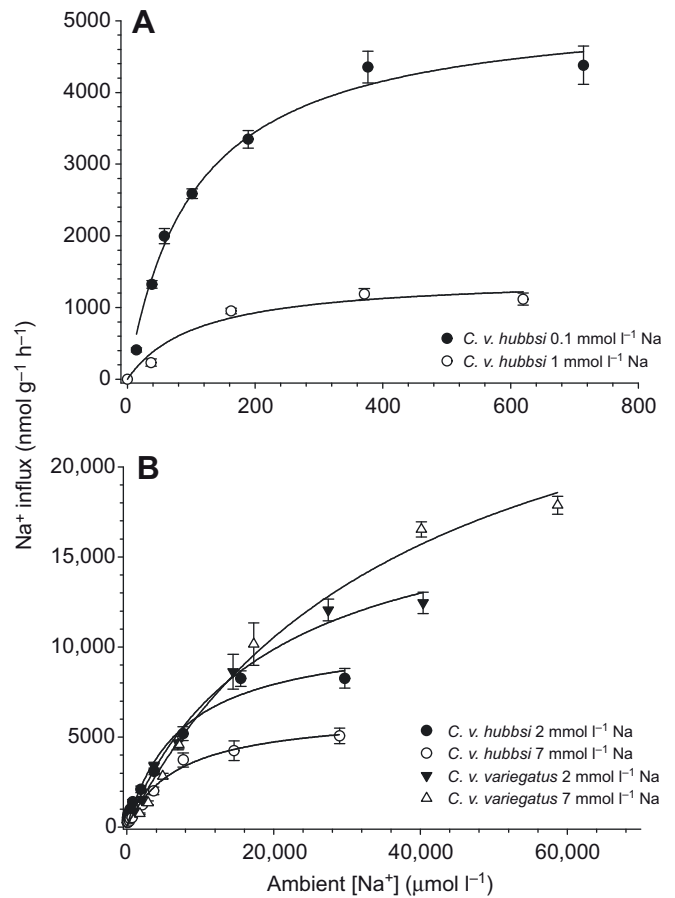 A
5000
4000
3000
2000
1000
0
0 200 400 600 800
C. v. hubbsi 0.1 mmol l⁻¹ Na
C. v. hubbsi 1 mmol l⁻¹ Na
Na⁺ influx (nmol g⁻¹ h⁻¹)
B
20,000
15,000
10,000
5000
0
C. v. hubbsi 2 mmol l⁻¹ Na
C. v. hubbsi 7 mmol l⁻¹ Na
C. v. variegatus 2 mmol l⁻¹ Na
C. v. variegatus 7 mmol l⁻¹ Na
0 20,000 40,000 60,000
Ambient [Na⁺] (μmol l⁻¹)